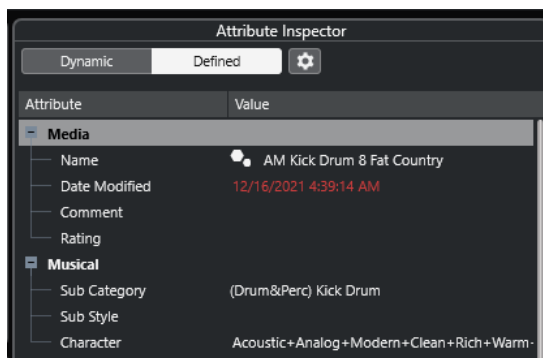 Attribute Inspector
Dynamic Defined
Attribute Value
Media
Name AM Kick Drum 8 Fat Country
Date Modified 12/16/2021 4:39:14 AM
Comment
Rating
Musical
Sub Category (Drum&Perc) Kick Drum
Sub Style
Character Acoustic+Analog+Modern+Clean+Rich+Warm-